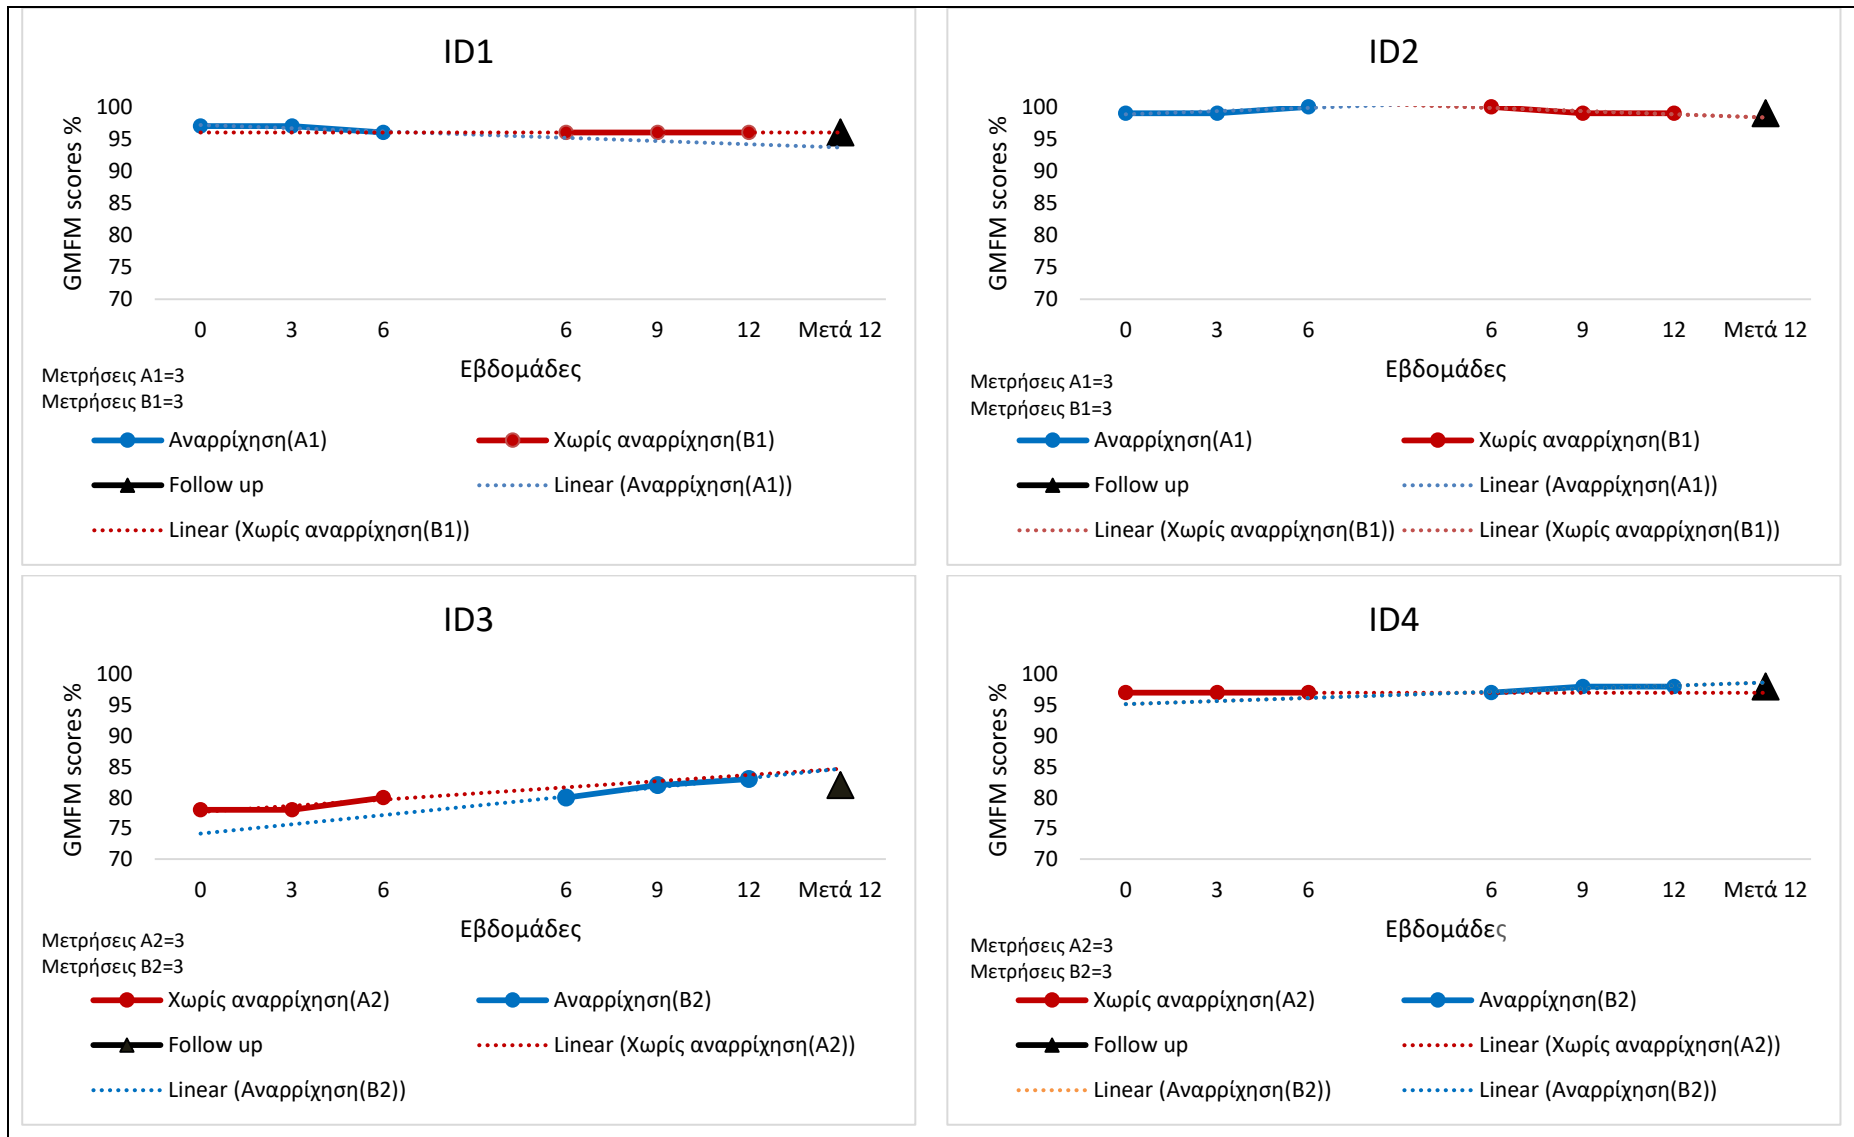 ID1
GMFM scores %
100
95
90
85
80
75
70
0 3 6 6 9 12 Μετά 12
Εβδομάδες
Μετρήσεις A1=3
Μετρήσεις B1=3
Αναρρίχηση(A1) Χωρίς αναρρίχηση(B1)
Follow up Linear (Αναρρίχηση(A1))
Linear (Χωρίς αναρρίχηση(B1))
ID2
GMFM scores %
100
95
90
85
80
75
70
0 3 6 6 9 12 Μετά 12
Εβδομάδες
Μετρήσεις A1=3
Μετρήσεις B1=3
Αναρρίχηση(A1) Χωρίς αναρρίχηση(B1)
Follow up Linear (Αναρρίχηση(A1))
Linear (Χωρίς αναρρίχηση(B1)) Linear (Χωρίς αναρρίχηση(B1))
ID3
GMFM scores %
100
95
90
85
80
75
70
0 3 6 6 9 12 Μετά 12
Εβδομάδες
Μετρήσεις A2=3
Μετρήσεις B2=3
Χωρίς αναρρίχηση(A2) Αναρρίχηση(B2)
Follow up Linear (Χωρίς αναρρίχηση(A2))
Linear (Αναρρίχηση(B2))
ID4
GMFM scores %
100
95
90
85
80
75
70
0 3 6 6 9 12 Μετά 12
Εβδομάδες
Μετρήσεις A2=3
Μετρήσεις B2=3
Χωρίς αναρρίχηση(A2) Αναρρίχηση(B2)
Follow up Linear (Χωρίς αναρρίχηση(A2))
Linear (Αναρρίχηση(B2)) Linear (Αναρρίχηση(B2))